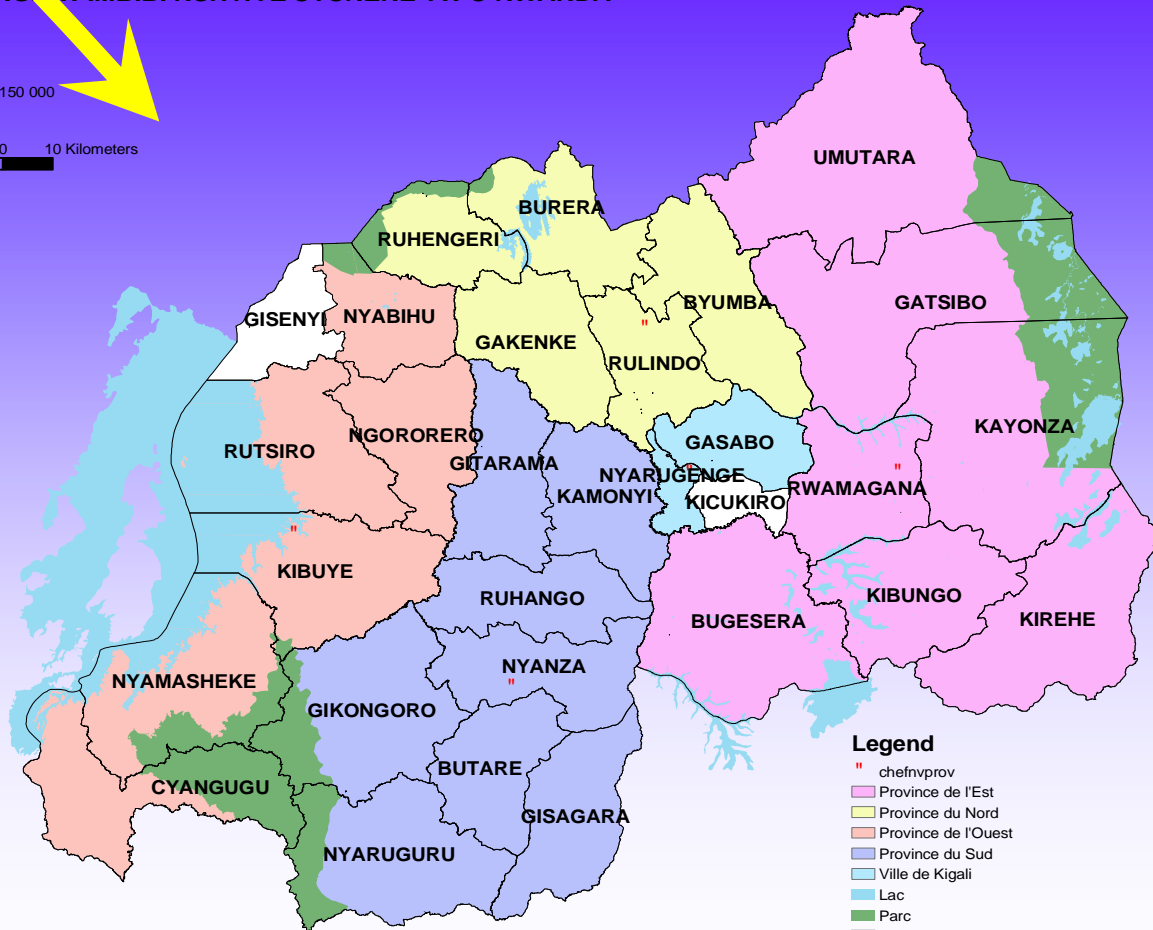 150 000
0 10 Kilometers
UMUTARA
BURERA
RUHENGERI
GISENYI
NYABIHU
GATSIBO
BYUMBA
GAKENKE
RULINDO
KAYONZA
NGORORERO
GASABO
RUTSIRO
GITARAMA
NYARUGENGE
KAMONYI
KICUKIRO
RWAMAGANA
KIBUYE
RUHANGO
KIBUNGO
BUGESERA
KIREHE
NYANZA
NYAMASHEKE
GIKONGORO
BUTARE
CYANGUGU
GISAGARA
NYARUGURU
Legend
" chefnvprov
Province de l'Est
Province du Nord
Province de l'Ouest
Province du Sud
Ville de Kigali
Lac
Parc